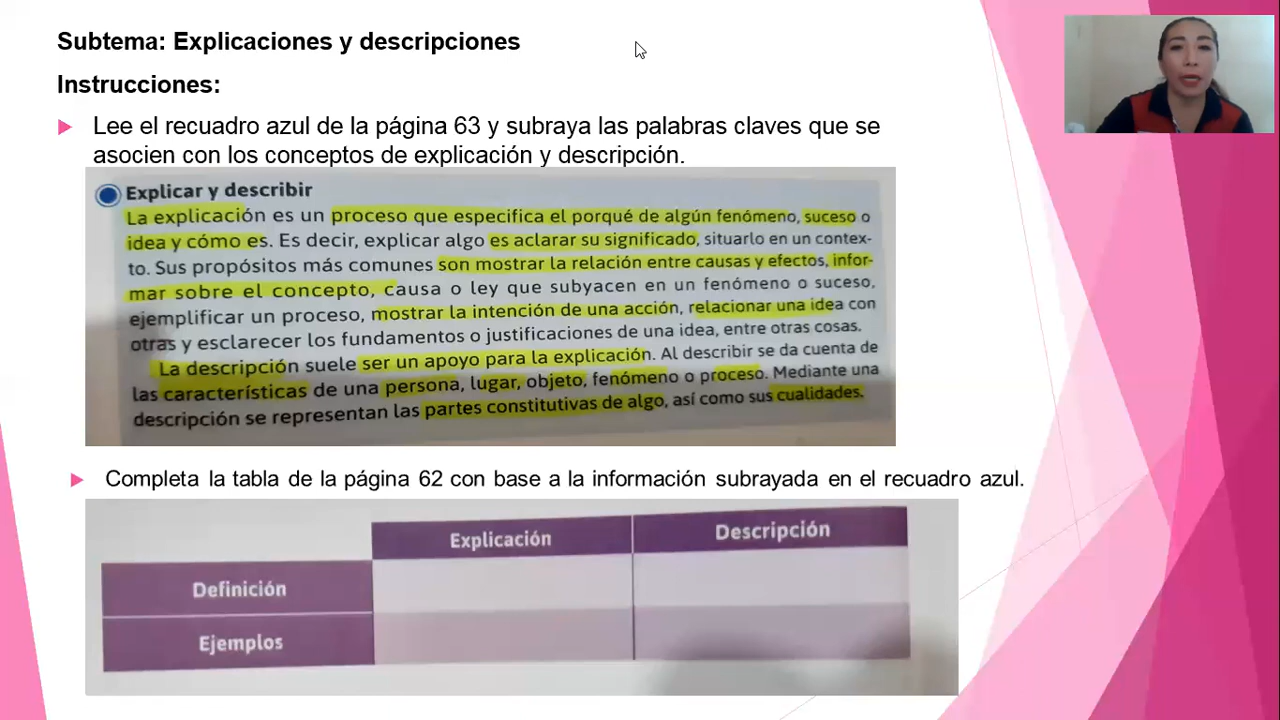 Subtema: Explicaciones y descripciones
Instrucciones:
Lee el recuadro azul de la página 63 y subraya las palabras claves que se
asocien con los conceptos de explicación y descripción.
Explicar y describir
La explicación es un proceso que especifica el porqué de algún fenómeno, suceso o
idea y cómo es. Es decir, explicar algo es aclarar su significado, situarlo en un contex-
to. Sus propósitos más comunes son mostrar la relación entre causas y efectos, infor-
mar sobre el concepto, causa o ley que subyacen en un fenómeno o suceso,
ejemplificar un proceso, mostrar la intención de una acción, relacionar una idea con
otras y esclarecer los fundamentos o justificaciones de una idea, entre otras cosas.
La descripción suele ser un apoyo para la explicación. Al describir se da cuenta de
las características de una persona, lugar, objeto, fenómeno o proceso. Mediante una
descripción se representan las partes constitutivas de algo, así como sus cualidades.
Completa la tabla de la página 62 con base a la información subrayada en el recuadro azul.
Explicación Descripción
Definición
Ejemplos